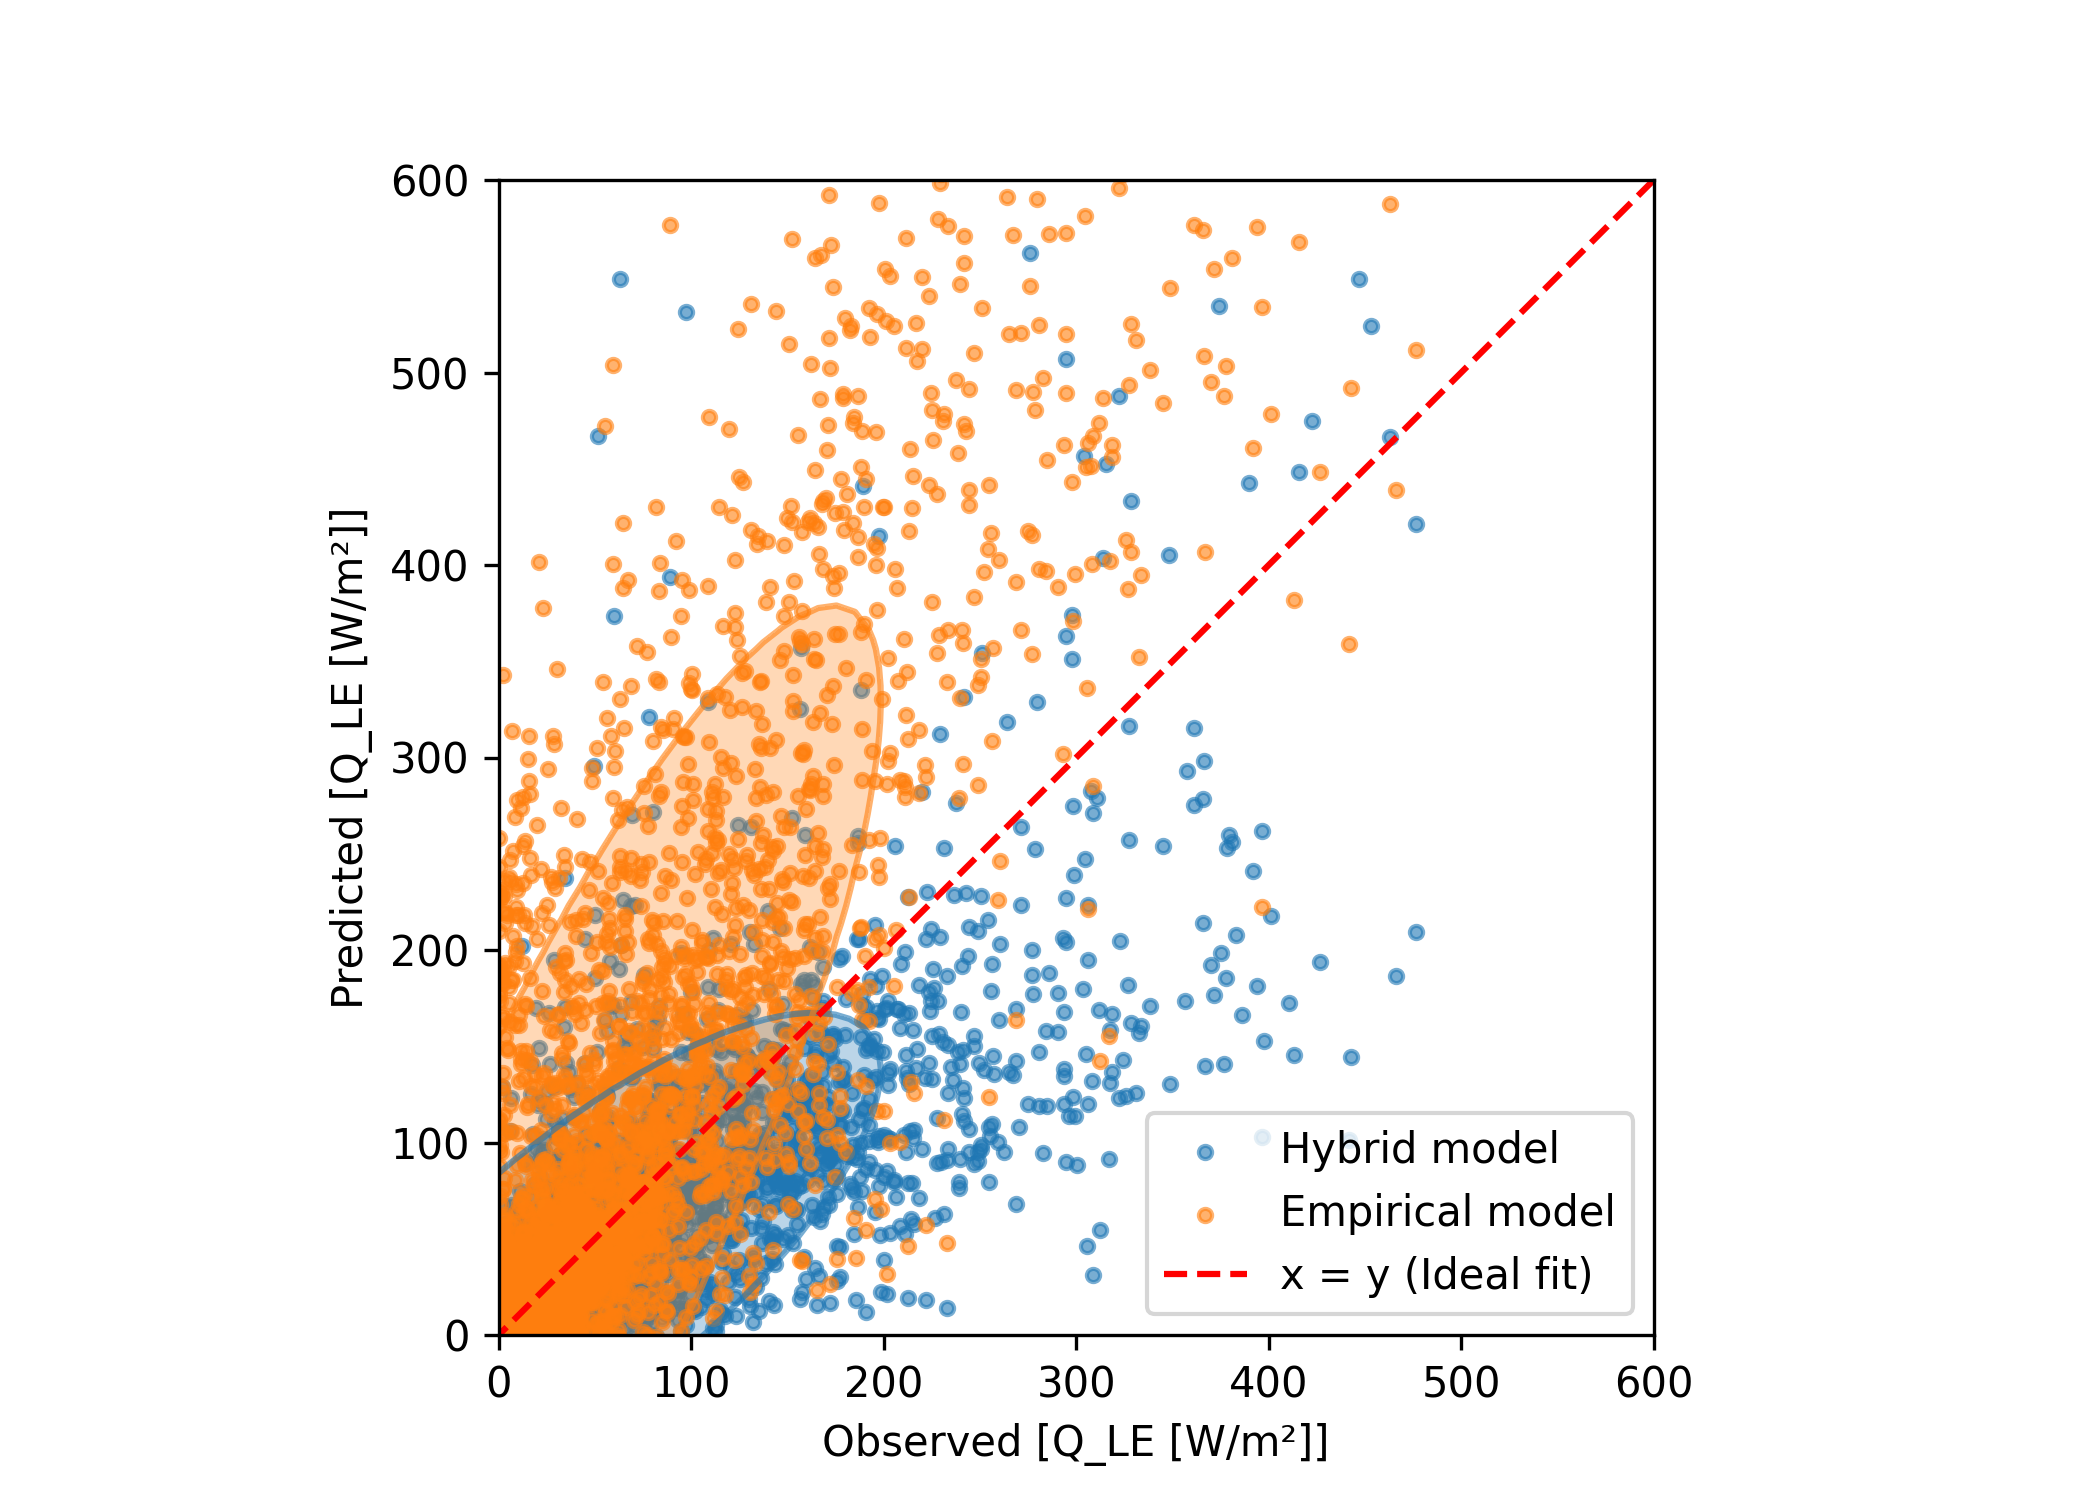 600
500
400
300
200
100
0
Predicted [Q_LE [W/m²]]
Hybrid model
Empirical model
x = y (Ideal fit)
0 100 200 300 400 500 600
Observed [Q_LE [W/m²]]